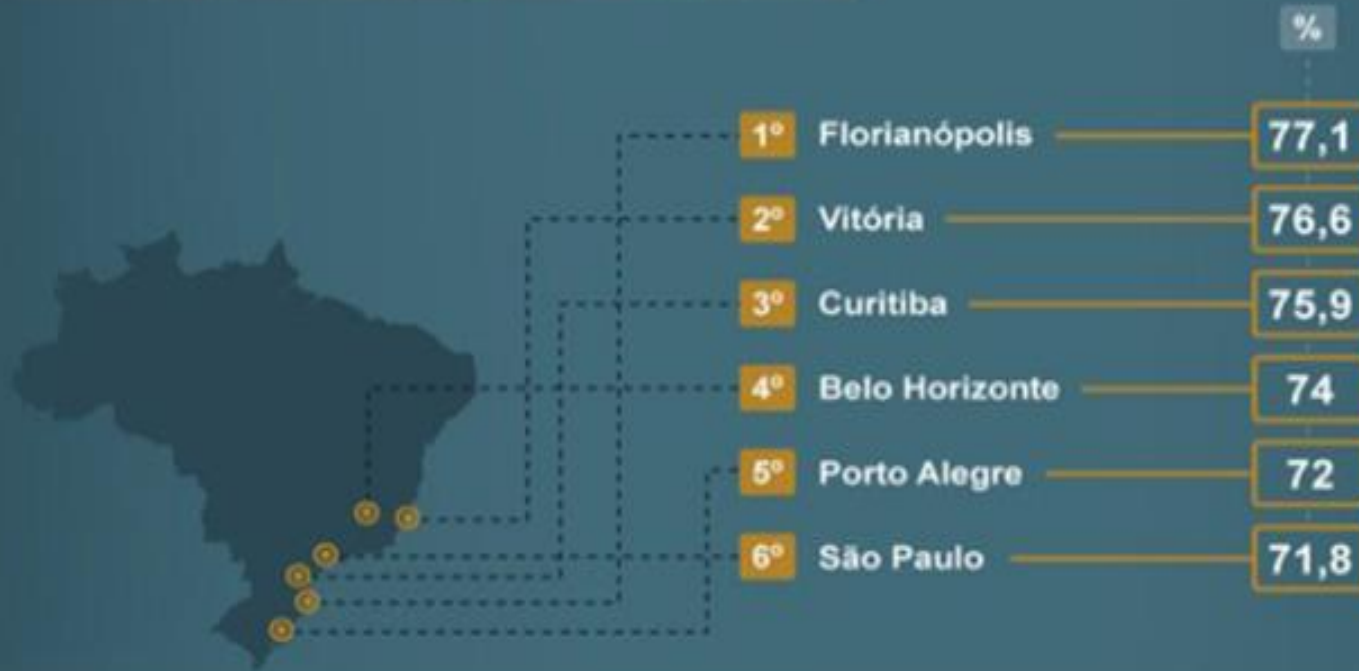 %
1º Florianópolis 77,1
2º Vitória 76,6
3º Curitiba 75,9
4º Belo Horizonte 74
5º Porto Alegre 72
6º São Paulo 71,8